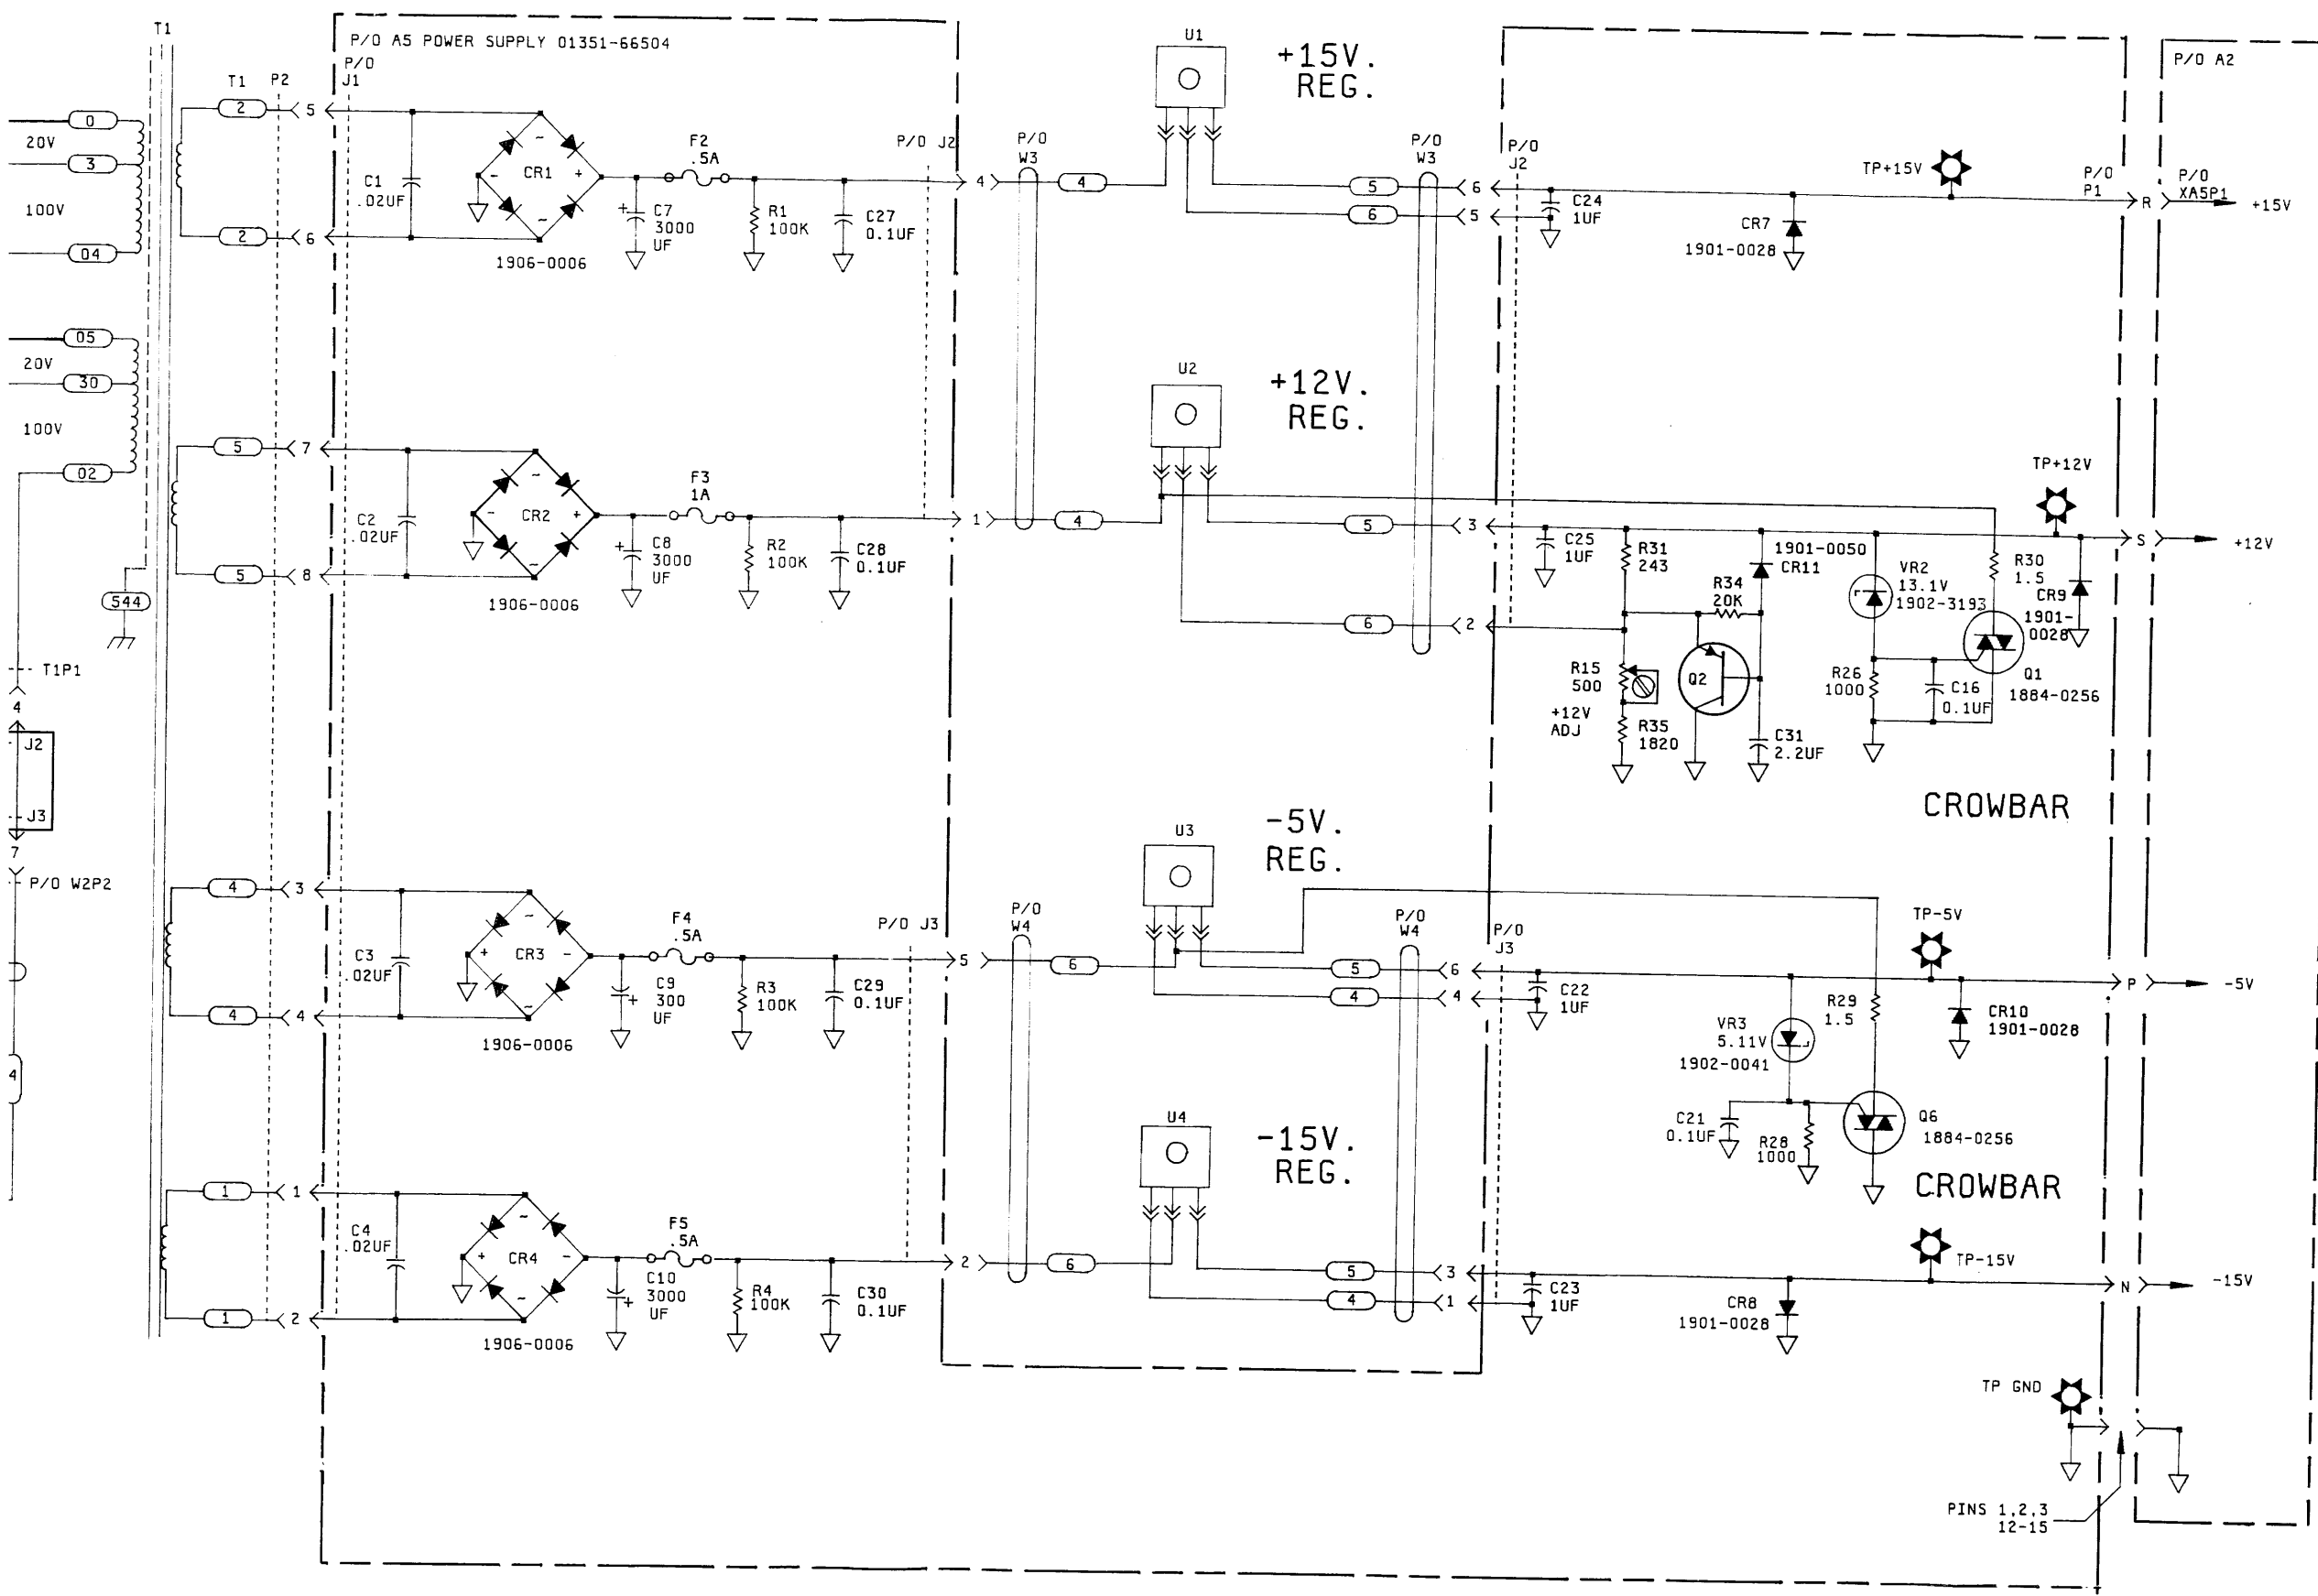 T1
P/O A5 POWER SUPPLY 01351-66504
P/O A2
T1 P2
P/O
J1
U1
+15V.
REG.
0
20V
3
100V
04
2
5
2
6
C1
.02UF
~
-
CR1
+
~
1906-0006
F2
.5A
+
C7
3000
UF
R1
100K
C27
0.1UF
P/O J2
4
P/O
W3
4
P/O
W3
5
6
6
5
P/O
J2
C24
1UF
CR7
1901-0028
TP+15V
P/O
P1
R
P/O
XA5P1
+15V
05
20V
30
100V
02
544
5
7
5
8
C2
.02UF
~
-
CR2
+
~
1906-0006
F3
1A
+
C8
3000
UF
R2
100K
C28
0.1UF
1
4
U2
+12V.
REG.
5
3
6
2
C25
1UF
R31
243
1901-0050
CR11
R34
20K
VR2
13.1V
1902-3193
R30
1.5
CR9
1901-
0028
TP+12V
S
+12V
R15
500
+12V
ADJ
R35
1820
Q2
C31
2.2UF
R26
1000
C16
0.1UF
Q1
1884-0256
CROWBAR
T1P1
4
J2
J3
7
P/O W2P2
4
4
3
4
4
C3
.02UF
~
+
CR3
-
~
1906-0006
F4
.5A
C9
300
UF
+
R3
100K
C29
0.1UF
P/O J3
5
P/O
W4
6
U3
-5V.
REG.
P/O
W4
5
6
4
4
P/O
J3
C22
1UF
VR3
5.11V
1902-0041
R29
1.5
TP-5V
CR10
1901-0028
P
-5V
C21
0.1UF
R28
1000
Q6
1884-0256
CROWBAR
1
1
1
2
C4
.02UF
~
+
CR4
-
~
1906-0006
F5
.5A
C10
3000
UF
+
R4
100K
C30
0.1UF
2
6
U4
-15V.
REG.
5
3
4
1
C23
1UF
CR8
1901-0028
TP-15V
N
-15V
TP GND
PINS 1,2,3
12-15